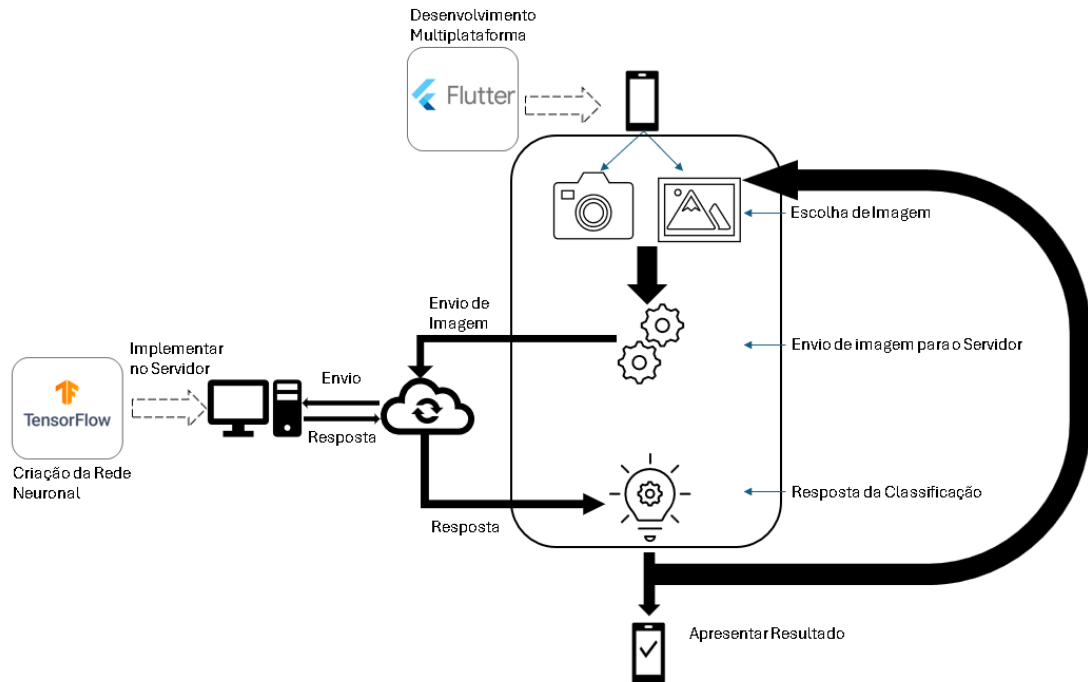 Desenvolvimento
Multiplataforma
Flutter
Escolha de Imagem
Envio de
Imagem
Envio de imagem para o Servidor
Implementar
no Servidor
Envio
TensorFlow
Resposta
Criação da Rede
Neuronal
Resposta da Classificação
Resposta
Apresentar Resultado